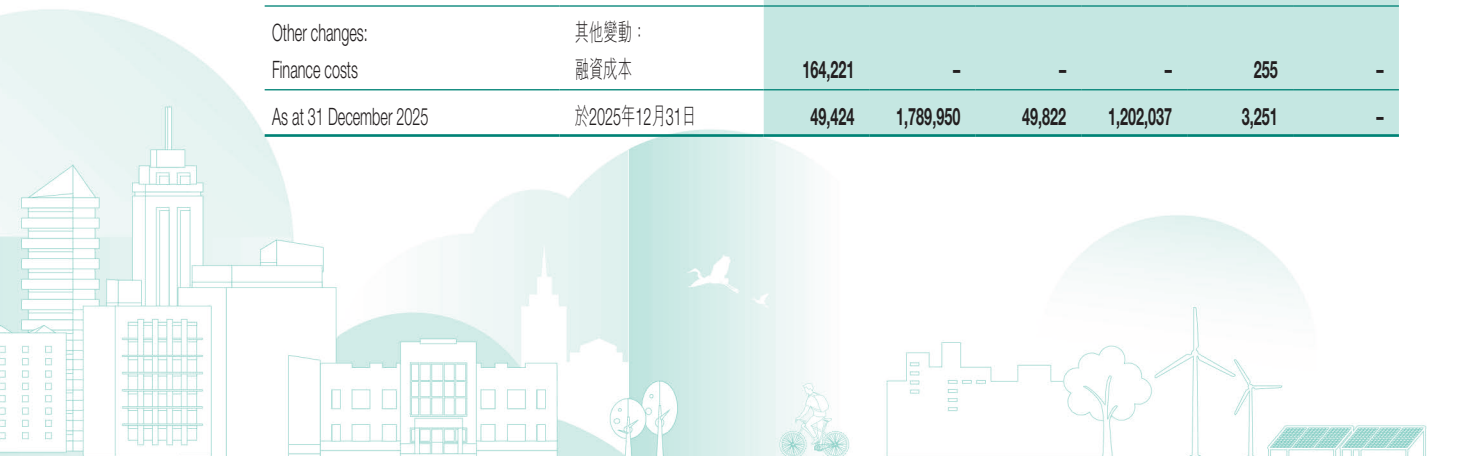 Other changes: 其他變動：
Finance costs 融資成本 164,221 – – – 255 –
As at 31 December 2025 於2025年12月31日 49,424 1,789,950 49,822 1,202,037 3,251 –